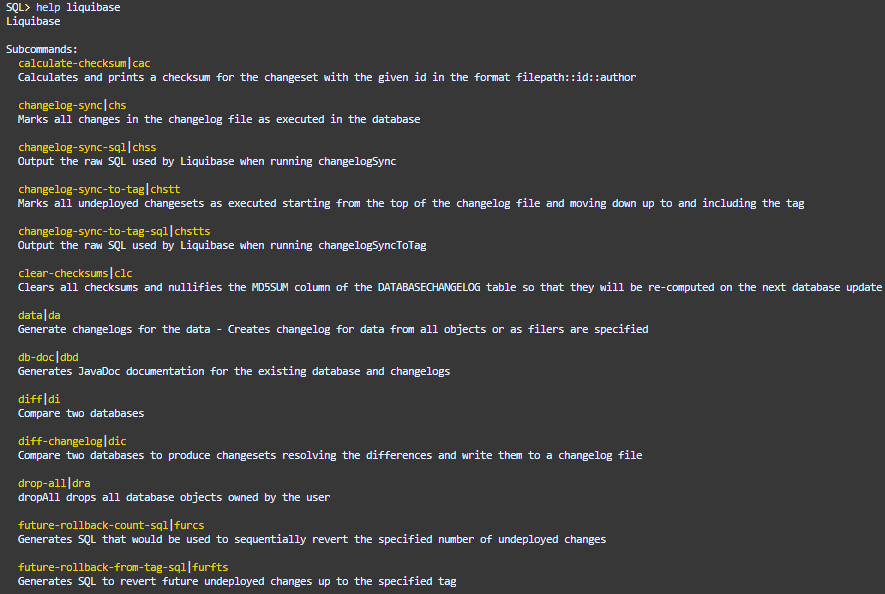 SQL> help liquibase
Liquibase
Subcommands:
calculate-checksum|cac
Calculates and prints a checksum for the changeset with the given id in the format filepath::id::author
changelog-sync|chs
Marks all changes in the changelog file as executed in the database
changelog-sync-sql|chss
Output the raw SQL used by Liquibase when running changelogSync
changelog-sync-to-tag|chstt
Marks all undeployed changesets as executed starting from the top of the changelog file and moving down up to and including the tag
changelog-sync-to-tag-sql|chstts
Output the raw SQL used by Liquibase when running changelogSyncToTag
clear-checksums|clc
Clears all checksums and nullifies the MD5SUM column of the DATABASECHANGELOG table so that they will be re-computed on the next database update
data|da
Generate changelogs for the data - Creates changelog for data from all objects or as filers are specified
db-doc|dbd
Generates JavaDoc documentation for the existing database and changelogs
diff|di
Compare two databases
diff-changelog|dic
Compare two databases to produce changesets resolving the differences and write them to a changelog file
drop-all|dra
dropAll drops all database objects owned by the user
future-rollback-count-sql|furcs
Generates SQL that would be used to sequentially revert the specified number of undeployed changes
future-rollback-from-tag-sql|furfts
Generates SQL to revert future undeployed changes up to the specified tag